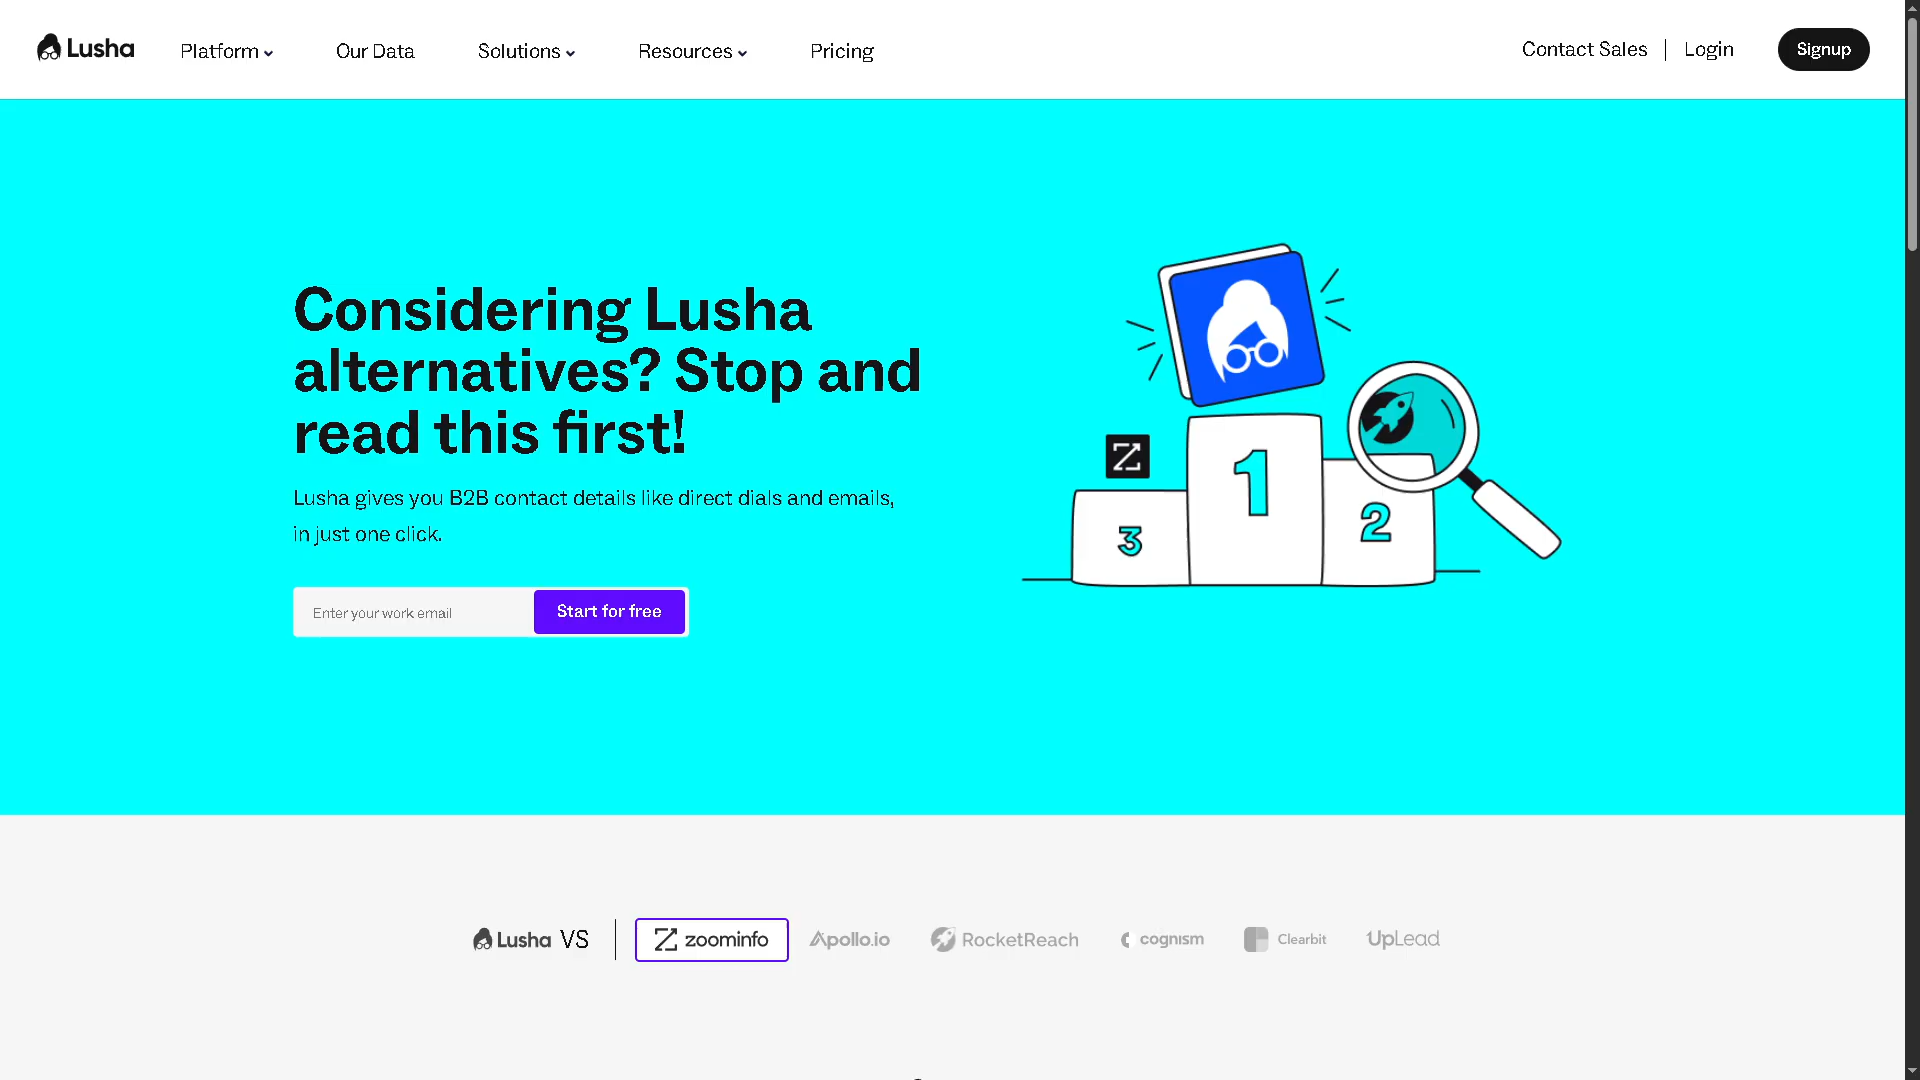 Lusha Platform Our Data Solutions Resources Pricing Contact Sales Login Signup
Considering Lusha
alternatives? Stop and
read this first!
Lusha gives you B2B contact details like direct dials and emails,
in just one click.
Enter your work email Start for free
1
2
3
Lusha VS zoominfo Apollo.io RocketReach cognism Clearbit UpLead